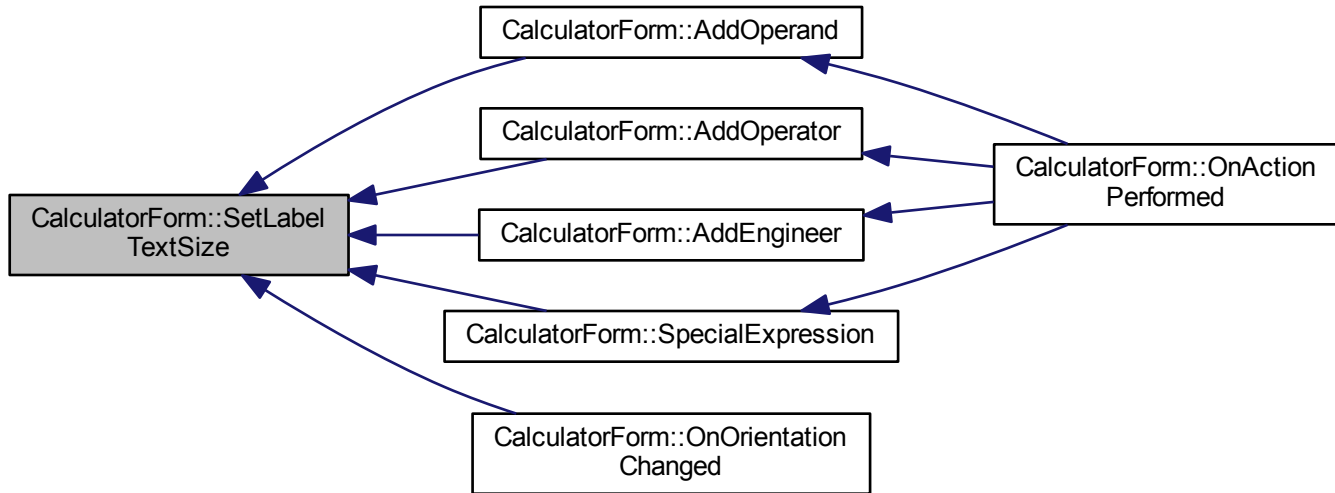 CalculatorForm::AddOperand
CalculatorForm::AddOperator
CalculatorForm::OnAction
Performed
CalculatorForm::SetLabel
TextSize
CalculatorForm::AddEngineer
CalculatorForm::SpecialExpression
CalculatorForm::OnOrientation
Changed